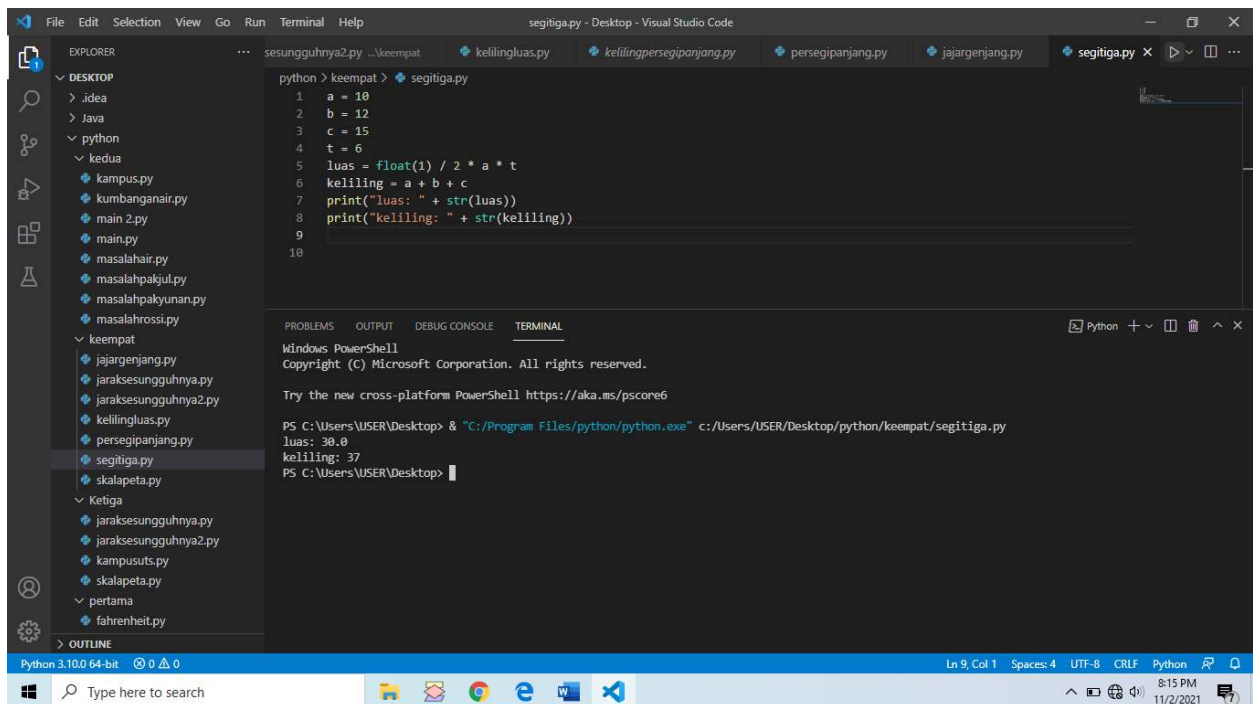 File Edit Selection View Go Run Terminal Help segitiga.py - Desktop - Visual Studio Code
EXPLORER ... sesungguhnya2.py ...\keempat kelilingluas.py kelilingpersegipanjang.py persegipanjang.py jajargenjang.py segitiga.py
1
DESKTOP
> .idea
> Java
python
kedua
kampus.py
kumbanganair.py
main 2.py
main.py
masalahair.py
masalahpakjul.py
masalahpakyunan.py
masalahrossi.py
keempat
jajargenjang.py
jaraksesungguhnya.py
jaraksesungguhnya2.py
kelilingluas.py
persegipanjang.py
segitiga.py
skalapeta.py
Ketiga
jaraksesungguhnya.py
jaraksesungguhnya2.py
kampusuts.py
skalapeta.py
pertama
fahrenheit.py
> OUTLINE
python > keempat > segitiga.py
1 a = 10
2 b = 12
3 c = 15
4 t = 6
5 luas = float(1) / 2 * a * t
6 keliling = a + b + c
7 print("luas: " + str(luas))
8 print("keliling: " + str(keliling))
9
10
PROBLEMS OUTPUT DEBUG CONSOLE TERMINAL Python
Windows PowerShell
Copyright (C) Microsoft Corporation. All rights reserved.
Try the new cross-platform PowerShell https://aka.ms/pscore6
PS C:\Users\USER\Desktop> & "C:/Program Files/python/python.exe" c:/Users/USER/Desktop/python/keempat/segitiga.py
luas: 30.0
keliling: 37
PS C:\Users\USER\Desktop>
Python 3.10.0 64-bit 0 0 Ln 9, Col 1 Spaces: 4 UTF-8 CRLF Python
Type here to search 8:15 PM
11/2/2021 7